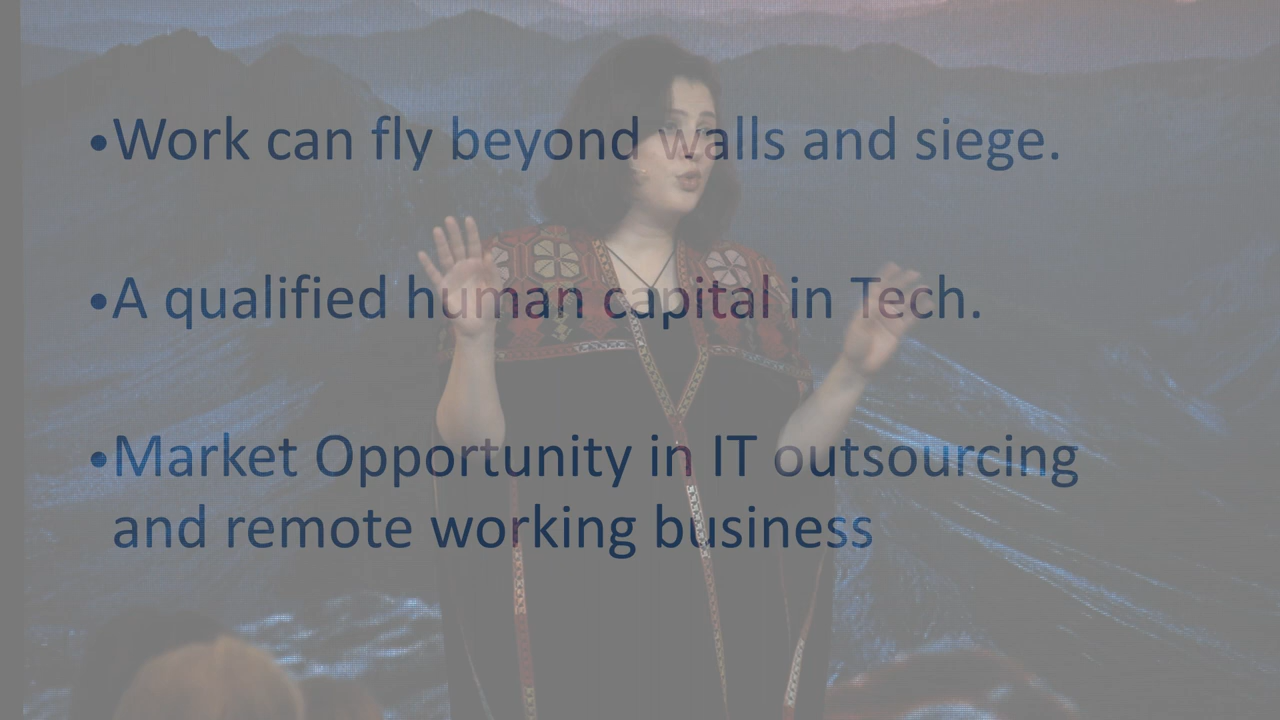 •Work can fly beyond walls and siege.
•A qualified human capital in Tech.
•Market Opportunity in IT outsourcing
and remote working business